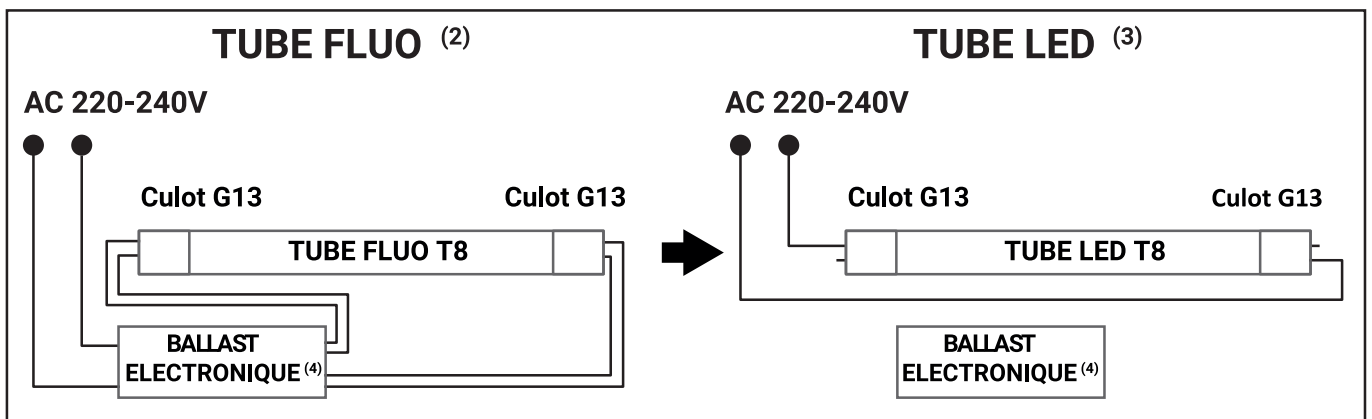 TUBE FLUO (2)
AC 220-240V
Culot G13
Culot G13
TUBE FLUO T8
BALLAST
ELECTRONIQUE (4)
TUBE LED (3)
AC 220-240V
Culot G13
Culot G13
TUBE LED T8
BALLAST
ELECTRONIQUE (4)